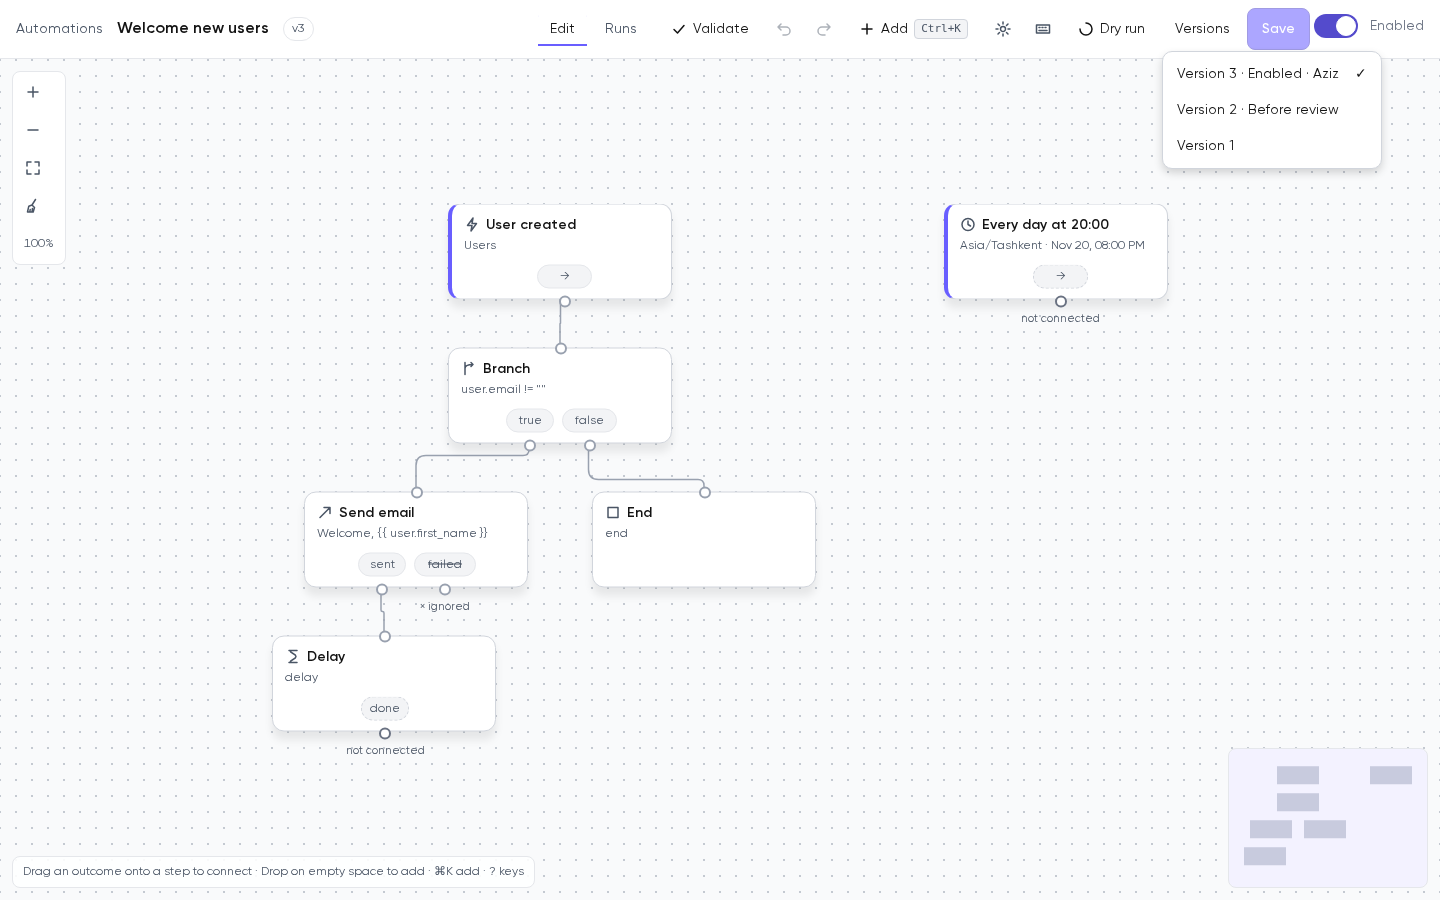 Automations
Welcome new users
v3
Edit
Runs
Validate
Add
Ctrl+K
Dry run
Versions
Save
Enabled
Version 3 · Enabled · Aziz ✓
Version 2 · Before review
Version 1
100%
User created
Users
→
Every day at 20:00
Asia/Tashkent · Nov 20, 08:00 PM
→
not connected
Branch
user.email != ""
true
false
Send email
Welcome, {{ user.first_name }}
sent
failed
× ignored
End
end
Delay
delay
done
not connected
Drag an outcome onto a step to connect · Drop on empty space to add · ⌘K add · ? keys